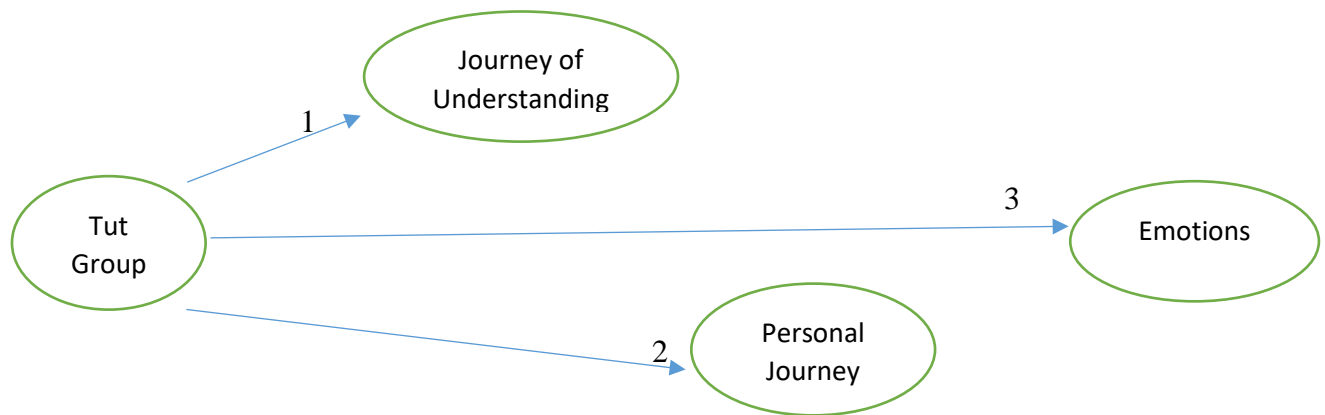 Journey of
Understanding
1
Tut
Group
3
Emotions
2
Personal
Journey